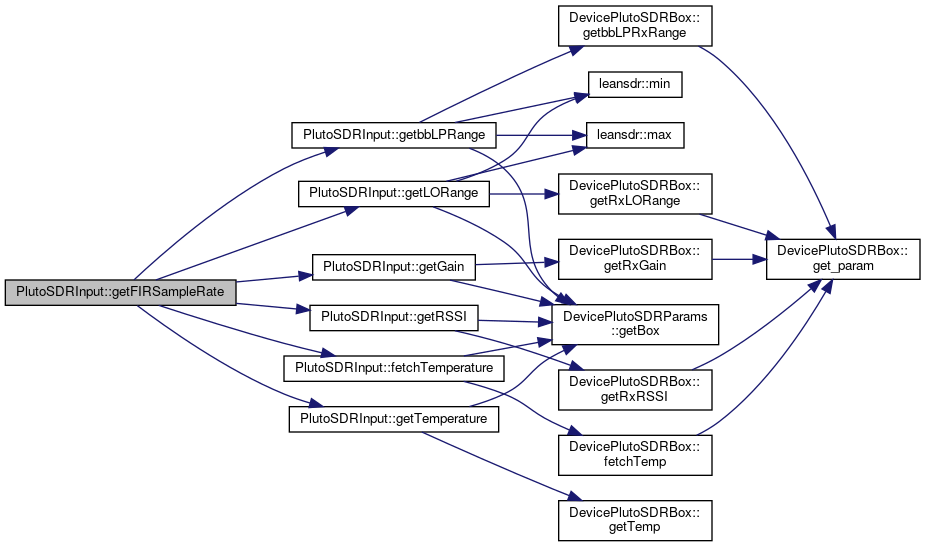 DevicePlutoSDRBox::
getbbLPRxRange
leansdr::min
PlutoSDRInput::getbbLPRange
leansdr::max
PlutoSDRInput::getLORange
DevicePlutoSDRBox::
getRxLORange
PlutoSDRInput::getGain
DevicePlutoSDRBox::
getRxGain
DevicePlutoSDRBox::
get_param
PlutoSDRInput::getFIRSampleRate
PlutoSDRInput::getRSSI
DevicePlutoSDRParams
::getBox
PlutoSDRInput::fetchTemperature
DevicePlutoSDRBox::
getRxRSSI
PlutoSDRInput::getTemperature
DevicePlutoSDRBox::
fetchTemp
DevicePlutoSDRBox::
getTemp